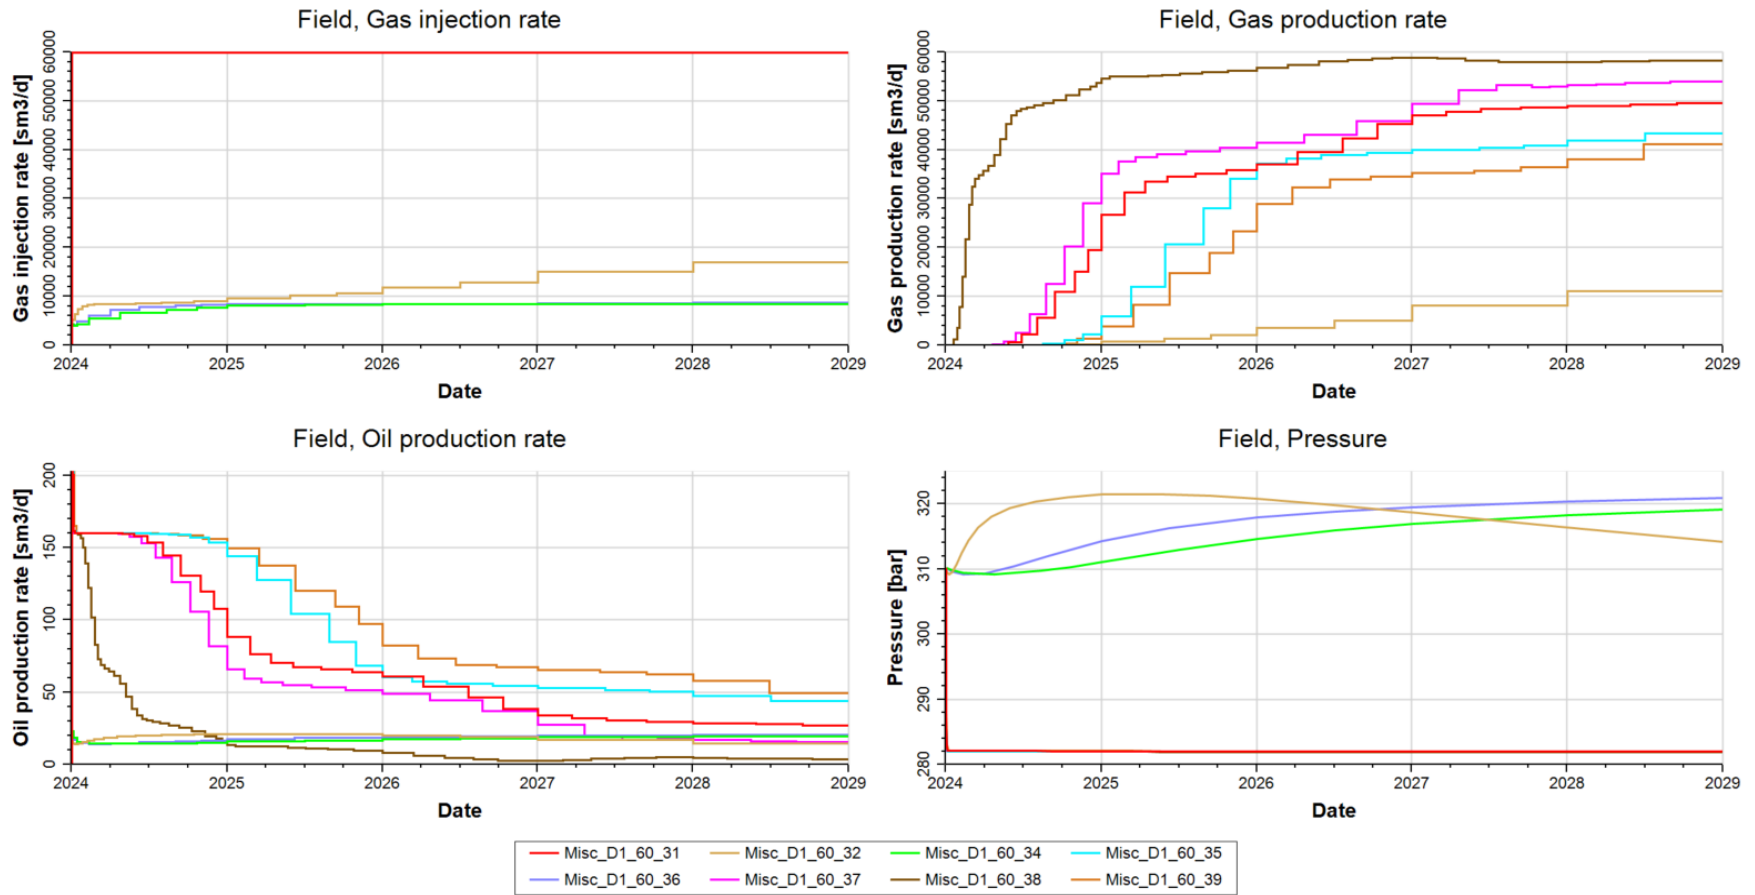 Field, Gas injection rate
Gas injection rate [sm3/d]
60000
50000
40000
30000
20000
10000
0
2024 2025 2026 2027 2028 2029
Date
Field, Gas production rate
Gas production rate [sm3/d]
60000
50000
40000
30000
20000
10000
0
2024 2025 2026 2027 2028 2029
Date
Field, Oil production rate
Oil production rate [sm3/d]
200
150
100
50
0
2024 2025 2026 2027 2028 2029
Date
Field, Pressure
Pressure [bar]
320
310
300
290
280
2024 2025 2026 2027 2028 2029
Date
Misc_D1_60_31 Misc_D1_60_32 Misc_D1_60_34 Misc_D1_60_35
Misc_D1_60_36 Misc_D1_60_37 Misc_D1_60_38 Misc_D1_60_39